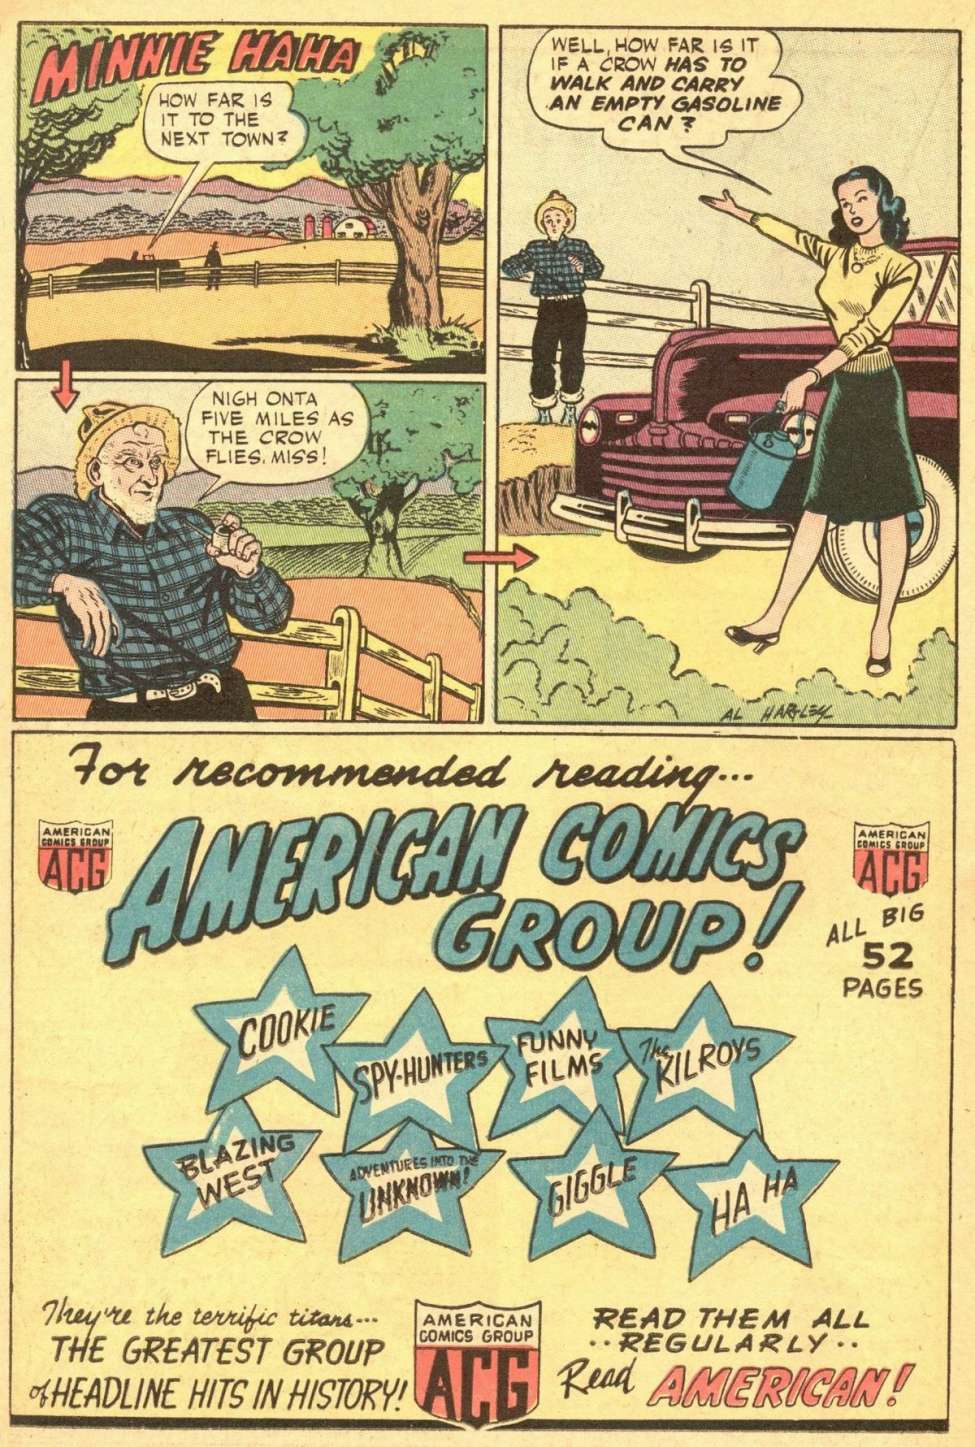 MINNIE HAHA
HOW FAR IS
IT TO THE
NEXT TOWN?
NIGH ONTA
FIVE MILES AS
THE CROW
FLIES, MISS!
WELL, HOW FAR IS IT
IF A CROW HAS TO
WALK AND CARRY
AN EMPTY GASOLINE
CAN?
AL HARTLEY
For recommended reading...
AMERICAN
COMICS GROUP
ACG
AMERICAN COMICS
GROUP!
AMERICAN
COMICS GROUP
ACG
ALL BIG
52
PAGES
COOKIE
SPY-HUNTERS
FUNNY
FILMS
The
KILROYS
BLAZING
WEST
ADVENTURES INTO THE
UNKNOWN!
GIGGLE
HA HA
They're the terrific titans---
THE GREATEST GROUP
of HEADLINE HITS IN HISTORY!
AMERICAN
COMICS GROUP
ACG
READ THEM ALL
··REGULARLY··
Read AMERICAN!